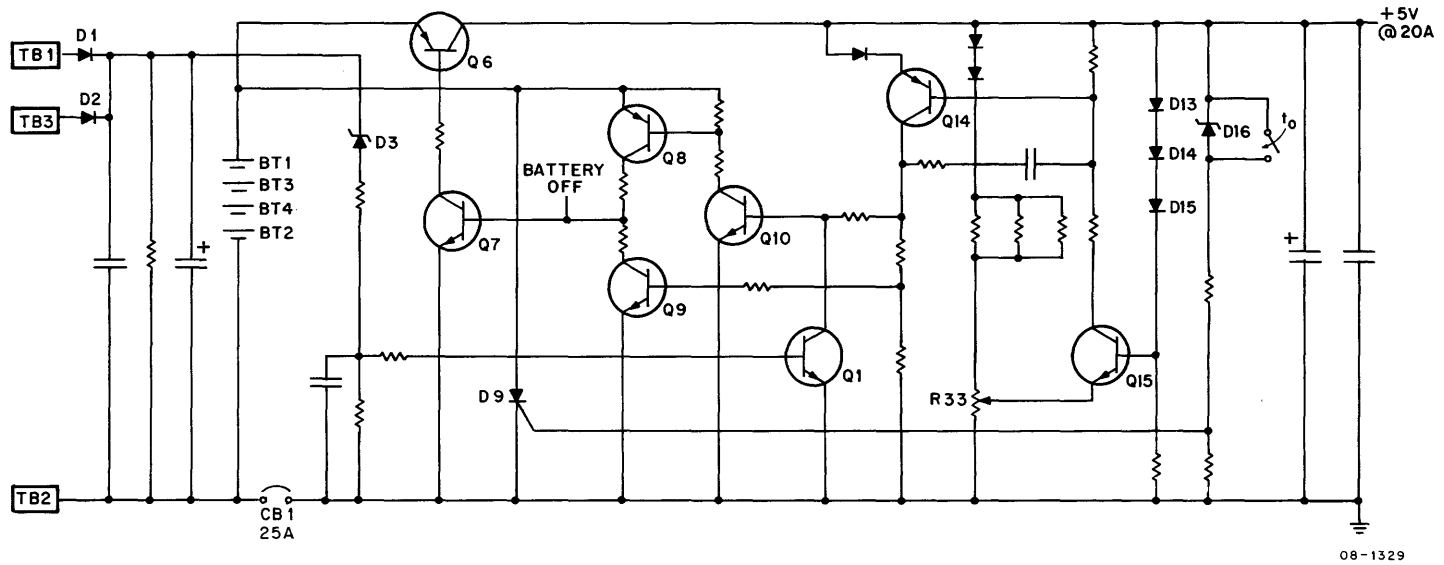 +5V
@20A
TB1
D1
Q6
TB3
D2
D3
Q8
Q14
D13
D16
to
D14
BT1
BT3
BT4
BT2
BATTERY
OFF
D15
Q7
Q10
Q9
Q1
Q15
D9
R33
TB2
CB1
25A
08-1329